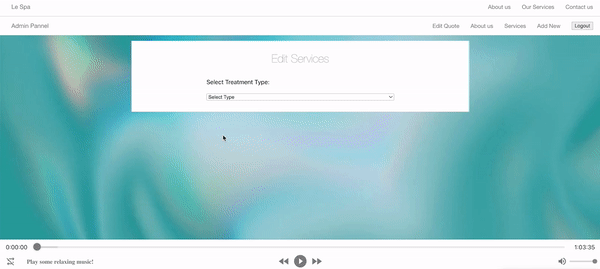 Le Spa About us Our Services Contact us
Admin Pannel Edit Quote About us Services Add New Logout
Edit Services
Select Treatment Type:
Select Type
0:00:00 1:03:35
Play some relaxing music!